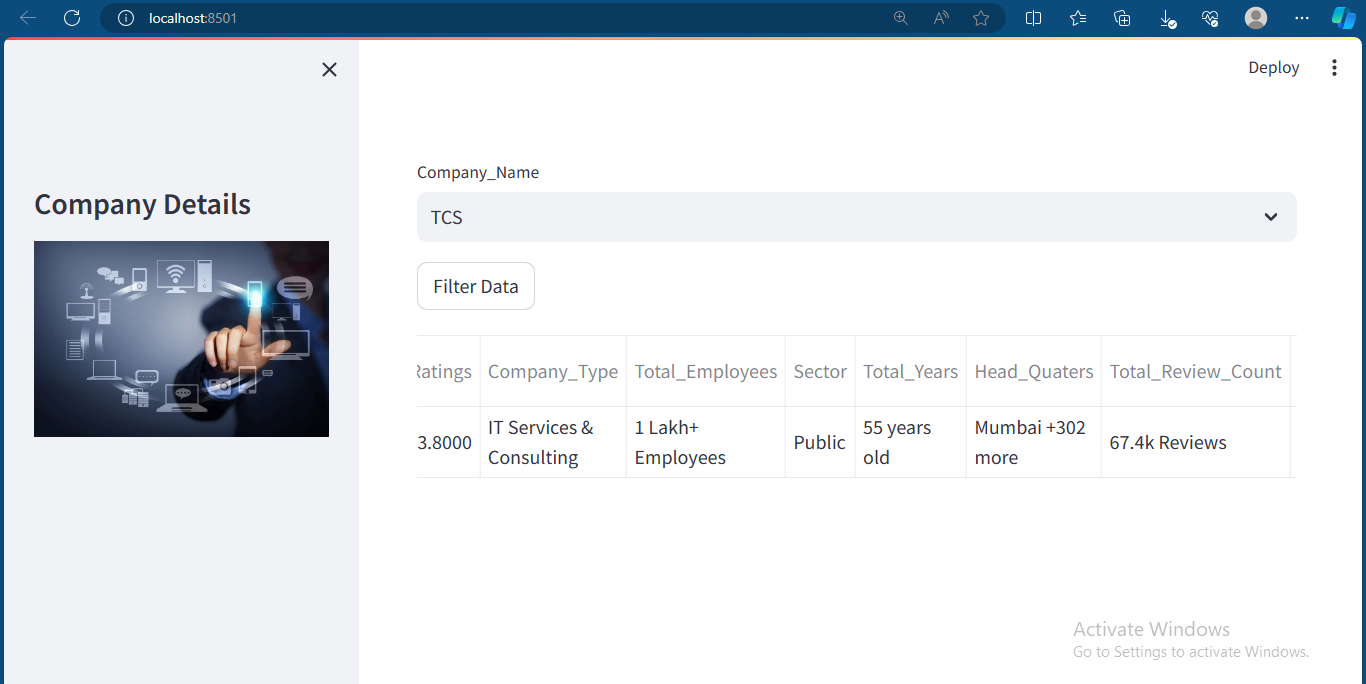 localhost:8501
Deploy
Company Details
Company_Name
TCS
Filter Data
Ratings Company_Type Total_Employees Sector Total_Years Head_Quaters Total_Review_Count
3.8000 IT Services & Consulting 1 Lakh+ Employees Public 55 years old Mumbai +302 more 67.4k Reviews
Activate Windows
Go to Settings to activate Windows.